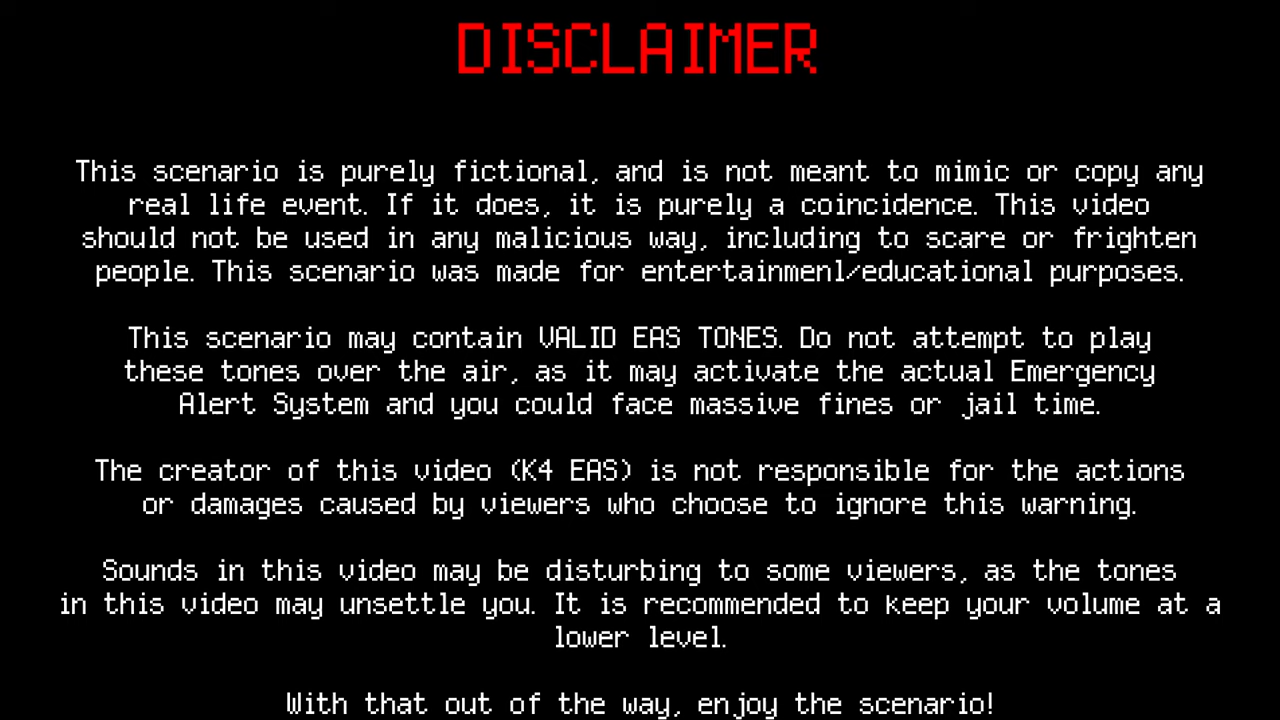 DISCLAIMER
This scenario is purely fictional, and is not meant to mimic or copy any
real life event. If it does, it is purely a coincidence. This video
should not be used in any malicious way, including to scare or frighten
people. This scenario was made for entertainmenl/educational purposes.
This scenario may contain VALID EAS TONES. Do not attempt to play
these tones over the air, as it may activate the actual Emergency
Alert System and you could face massive fines or jail time.
The creator of this video (K4 EAS) is not responsible for the actions
or damages caused by viewers who choose to ignore this warning.
Sounds in this video may be disturbing to some viewers, as the tones
in this video may unsettle you. It is recommended to keep your volume at a
lower level.
With that out of the way, enjoy the scenario!